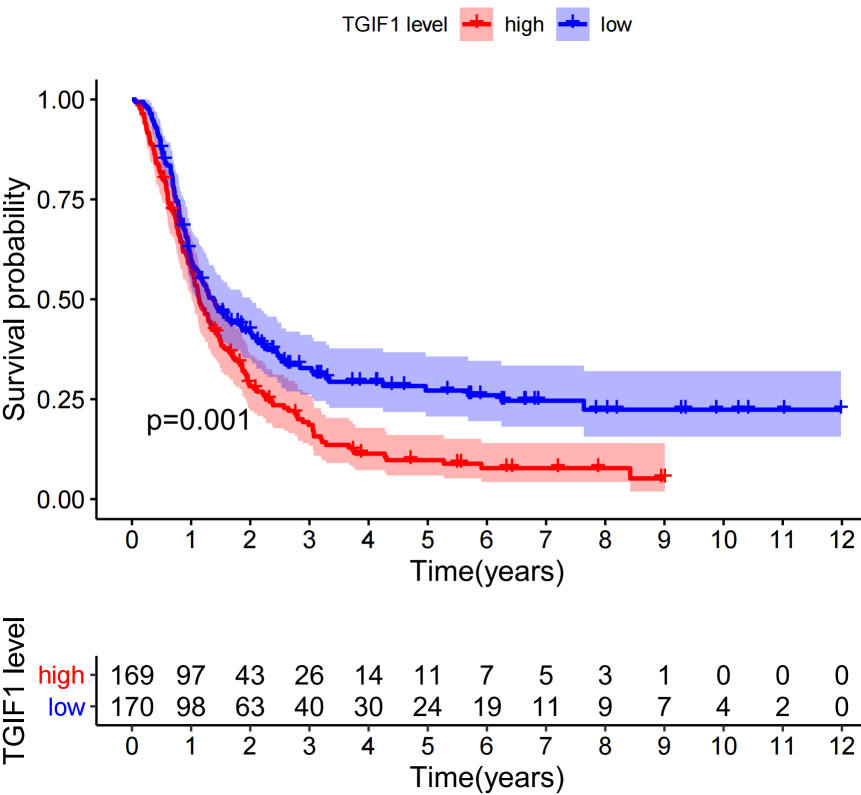 TGIF1 level high low
Survival probability
1.00
0.75
0.50
0.25
0.00
p=0.001
0 1 2 3 4 5 6 7 8 9 10 11 12
Time(years)
TGIF1 level
high 169 97 43 26 14 11 7 5 3 1 0 0 0
low 170 98 63 40 30 24 19 11 9 7 4 2 0
0 1 2 3 4 5 6 7 8 9 10 11 12
Time(years)